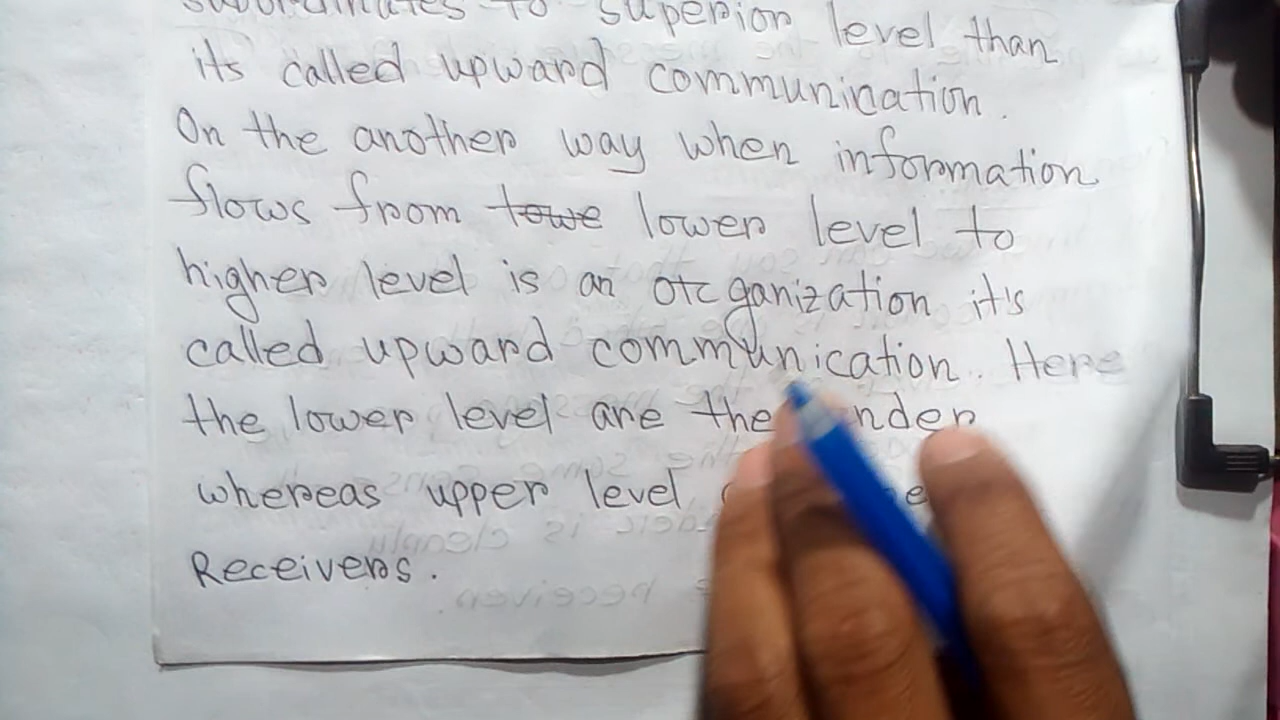 subordinates to superior level than
its called upward communication.
On the another way when information
flows from towe lower level to
higher level is an organization it's
called upward communication. Here
the lower level are the
whereas upper level
Receivers.